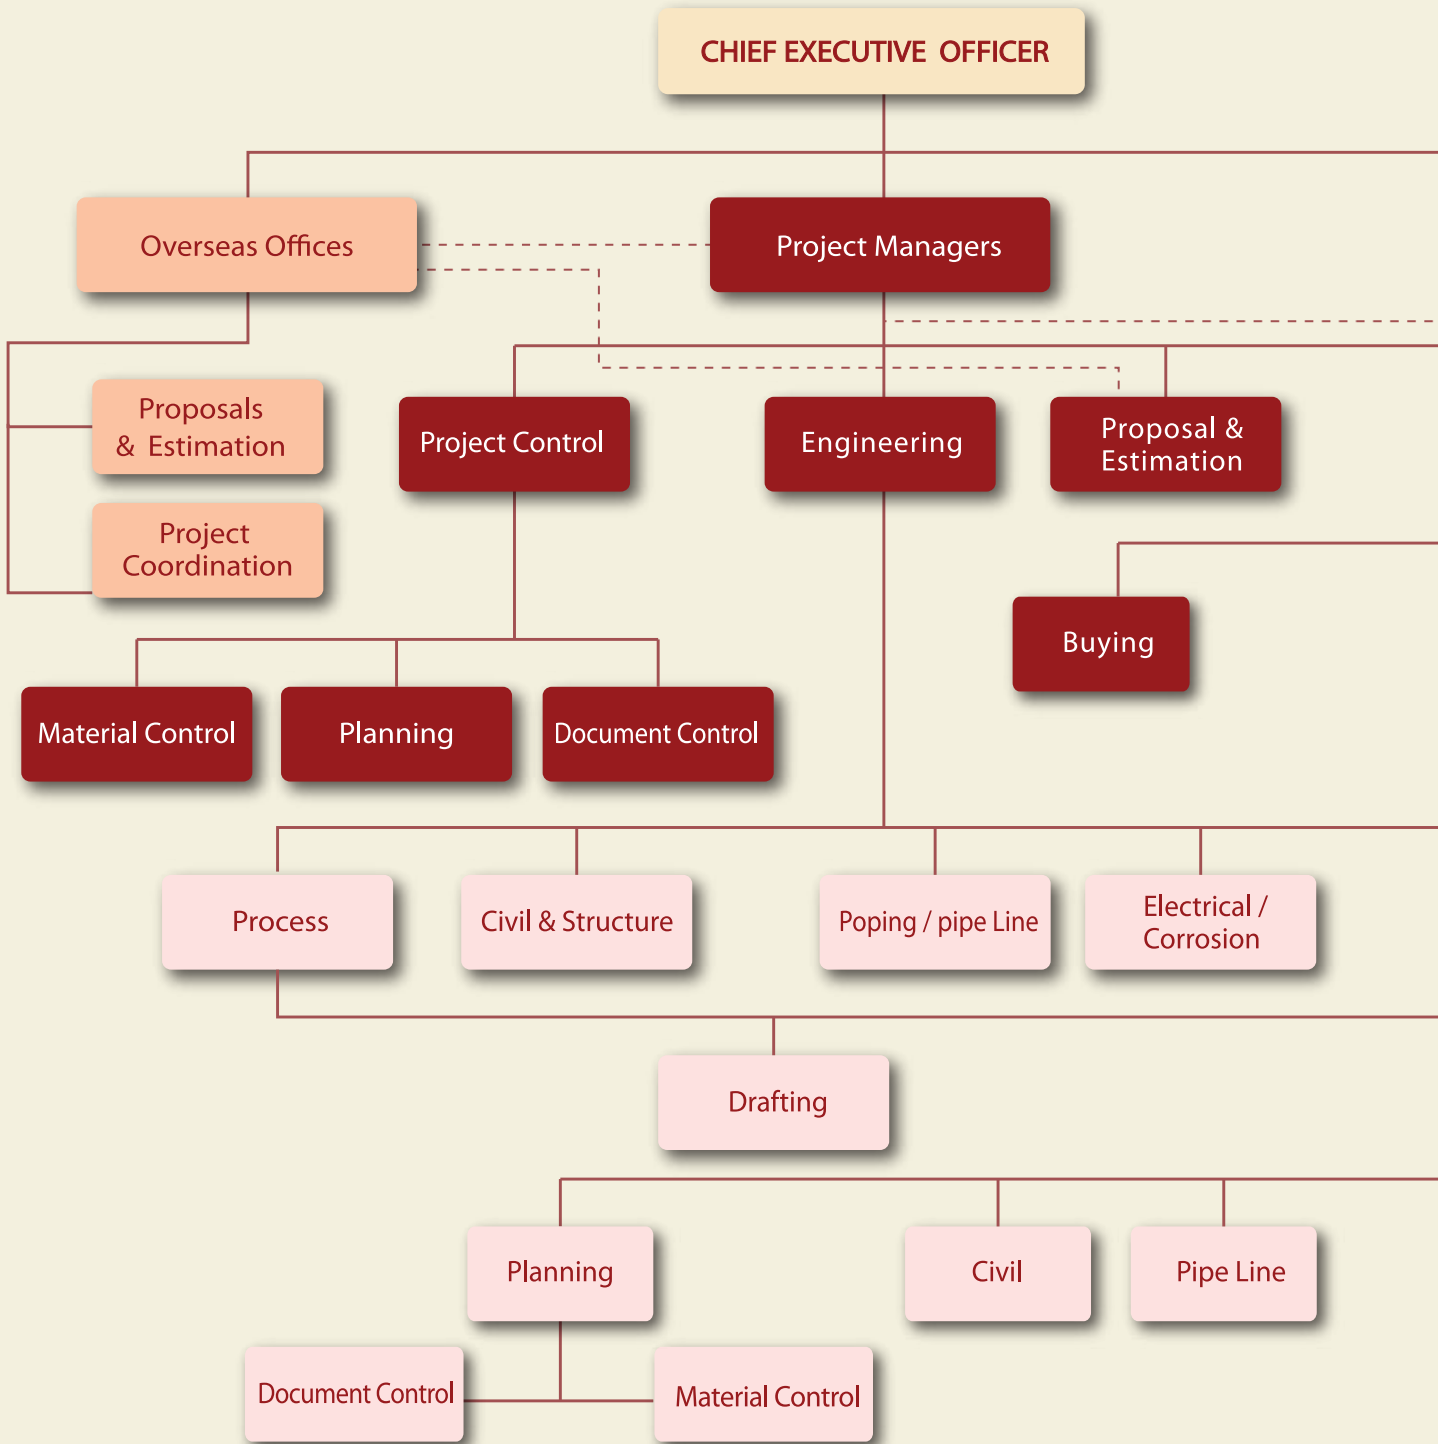 CHIEF EXECUTIVE OFFICER
Overseas Offices
Project Managers
Proposals
& Estimation
Project Control
Engineering
Proposal &
Estimation
Project
Coordination
Buying
Material Control
Planning
Document Control
Process
Civil & Structure
Poping / pipe Line
Electrical /
Corrosion
Drafting
Planning
Civil
Pipe Line
Document Control
Material Control